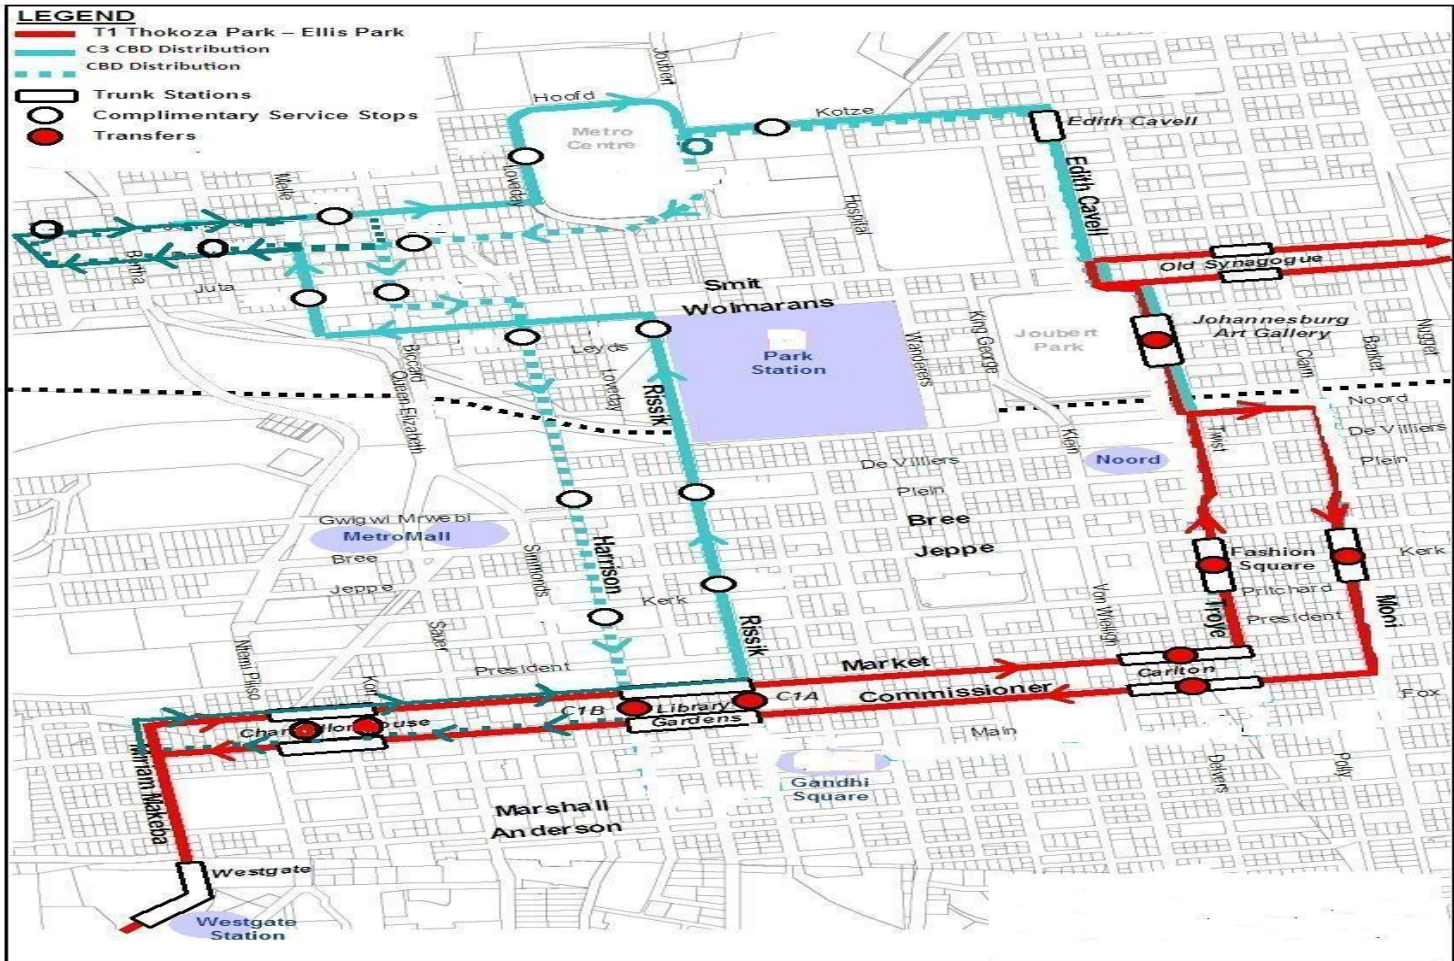 LEGEND
T1 Thokoza Park – Ellis Park
C3 CBD Distribution
CBD Distribution
Trunk Stations
Complimentary Service Stops
Transfers
Joubert
Hoofd
Kotze
Edith Cavell
Metro
Centre
Loveday
Melle
Edith Cavell
Hospital
Bertha
Juta
Smit
Wolmarans
Old Synagogue
Johannesburg
Art Gallery
King George
Joubert
Park
Wanderers
Claim
Banket
Nugget
Park
Station
Leyds
Loveday
Rissik
Biccard
Queen Elizabeth
Noord
De Villiers
Plein
Twist
Klein
Noord
De Villiers
Plein
Bree
Jeppe
Gwigwi Mrwebi
MetroMall
Bree
Jeppe
Simmonds
Harrison
Kerk
Fashion
Square
Kerk
Pritchard
President
Troye
Moni
Von Wielligh
Rissik
Sauer
Ntemi Piliso
President
Kort
Market
Carlton
Commissioner
Fox
C1A
C1B
Library
Gardens
Main
Miriam Makeba
Gandhi
Square
Delvers
Polly
Marshall
Anderson
Westgate
Westgate
Station